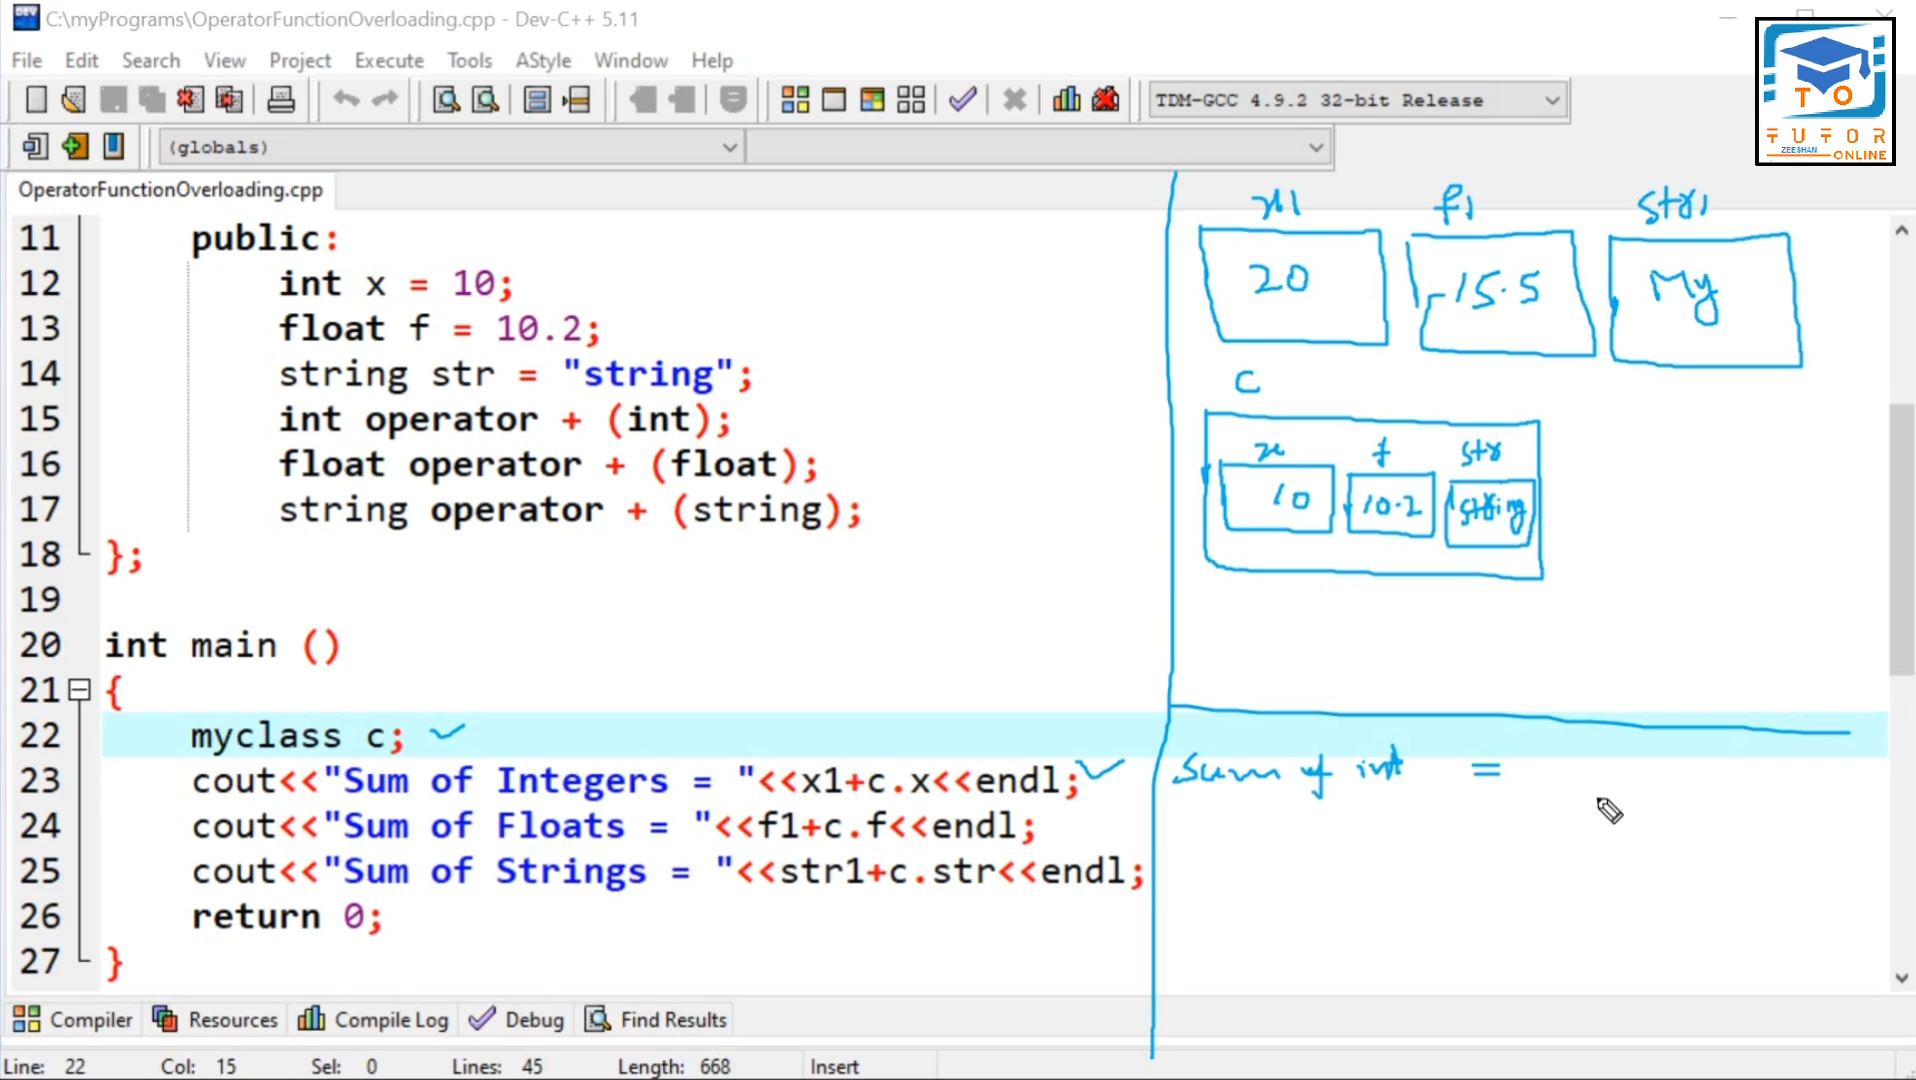 C:\myPrograms\OperatorFunctionOverloading.cpp - Dev-C++ 5.11
File Edit Search View Project Execute Tools AStyle Window Help
TDM-GCC 4.9.2 32-bit Release
(globals)
TO
TUTOR
ZEESHAN
ONLINE
OperatorFunctionOverloading.cpp
x1 f1 str1
20 15.5 My
C
x f str
10 10.2 string
11 public:
12 int x = 10;
13 float f = 10.2;
14 string str = "string";
15 int operator + (int);
16 float operator + (float);
17 string operator + (string);
18 };
19
20 int main ()
21 {
22 myclass c;
23 cout<<"Sum of Integers = "<<x1+c.x<<endl;
24 cout<<"Sum of Floats = "<<f1+c.f<<endl;
25 cout<<"Sum of Strings = "<<str1+c.str<<endl;
26 return 0;
27 }
Sum of int =
Compiler Resources Compile Log Debug Find Results
Line: 22 Col: 15 Sel: 0 Lines: 45 Length: 668 Insert